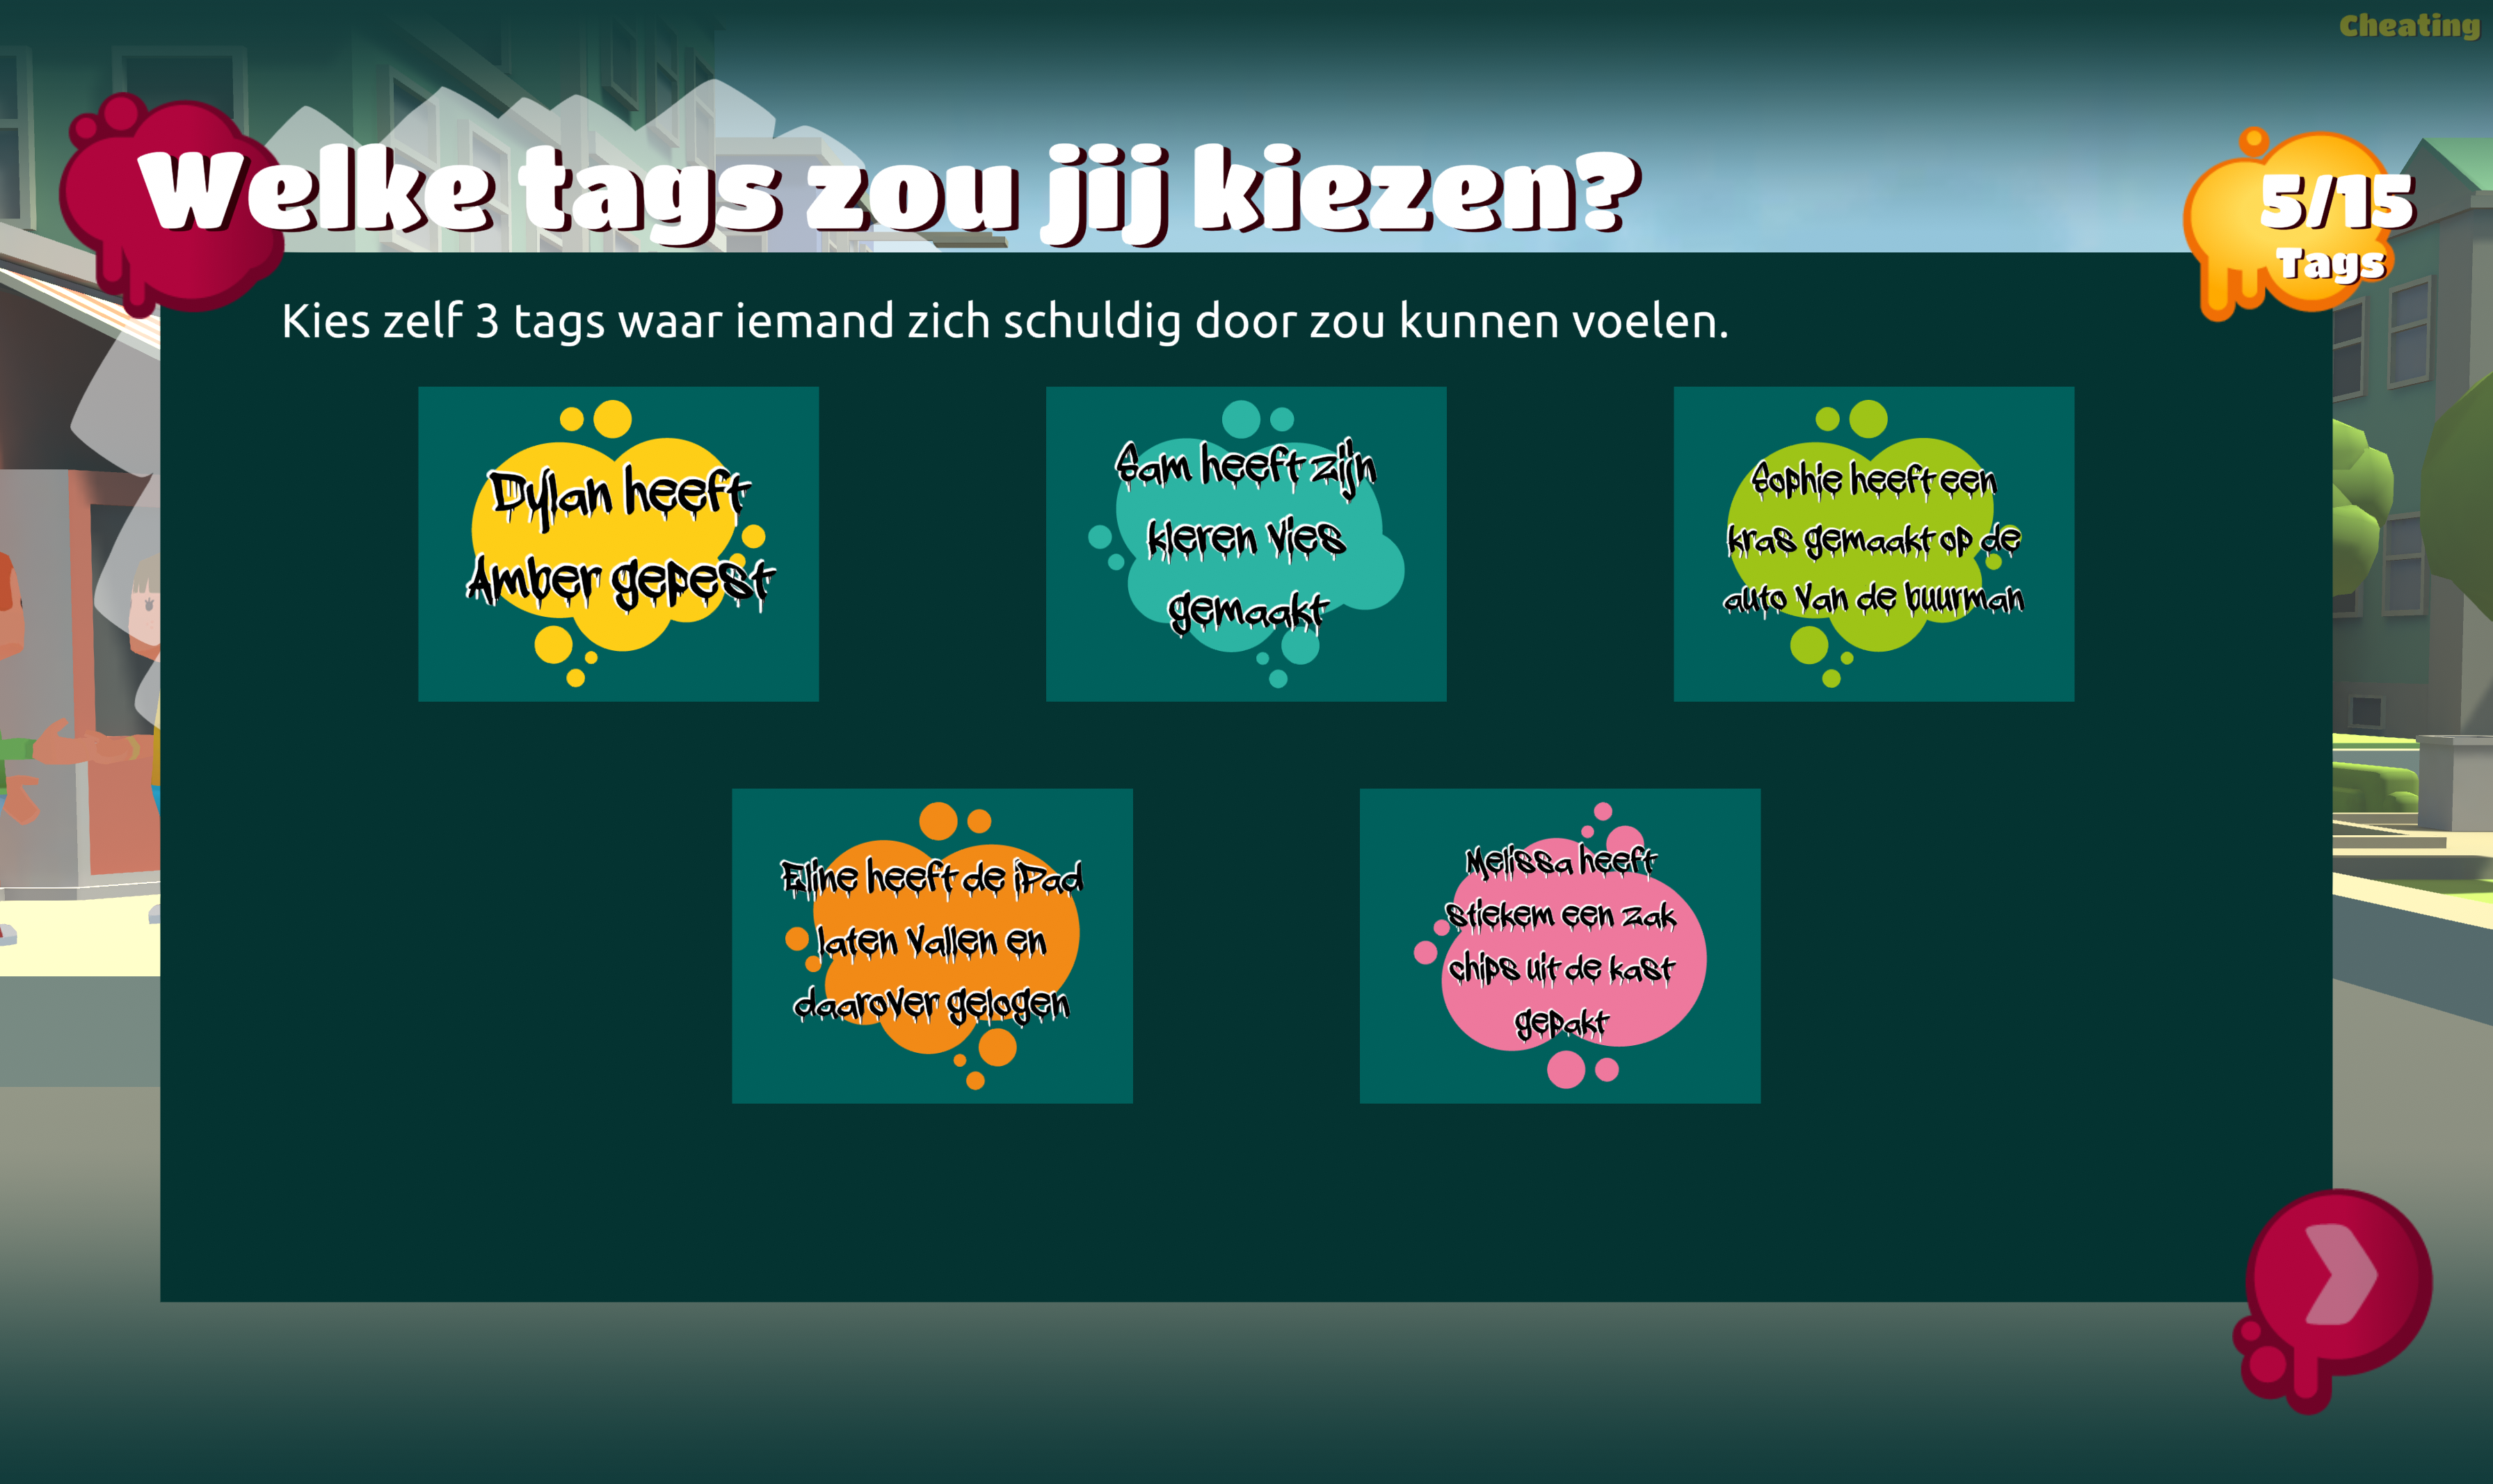 Cheating
Welke tags zou jij kiezen?
5/15
Tags
Kies zelf 3 tags waar iemand zich schuldig door zou kunnen voelen.
Dylan heeft
Amber gepest
Sam heeft zijn
kleren vies
gemaakt
Sophie heeft een
kras gemaakt op de
auto van de buurman
Eline heeft de iPad
laten vallen en
daarover gelogen
Melissa heeft
stiekem een zak
chips uit de kast
gepakt